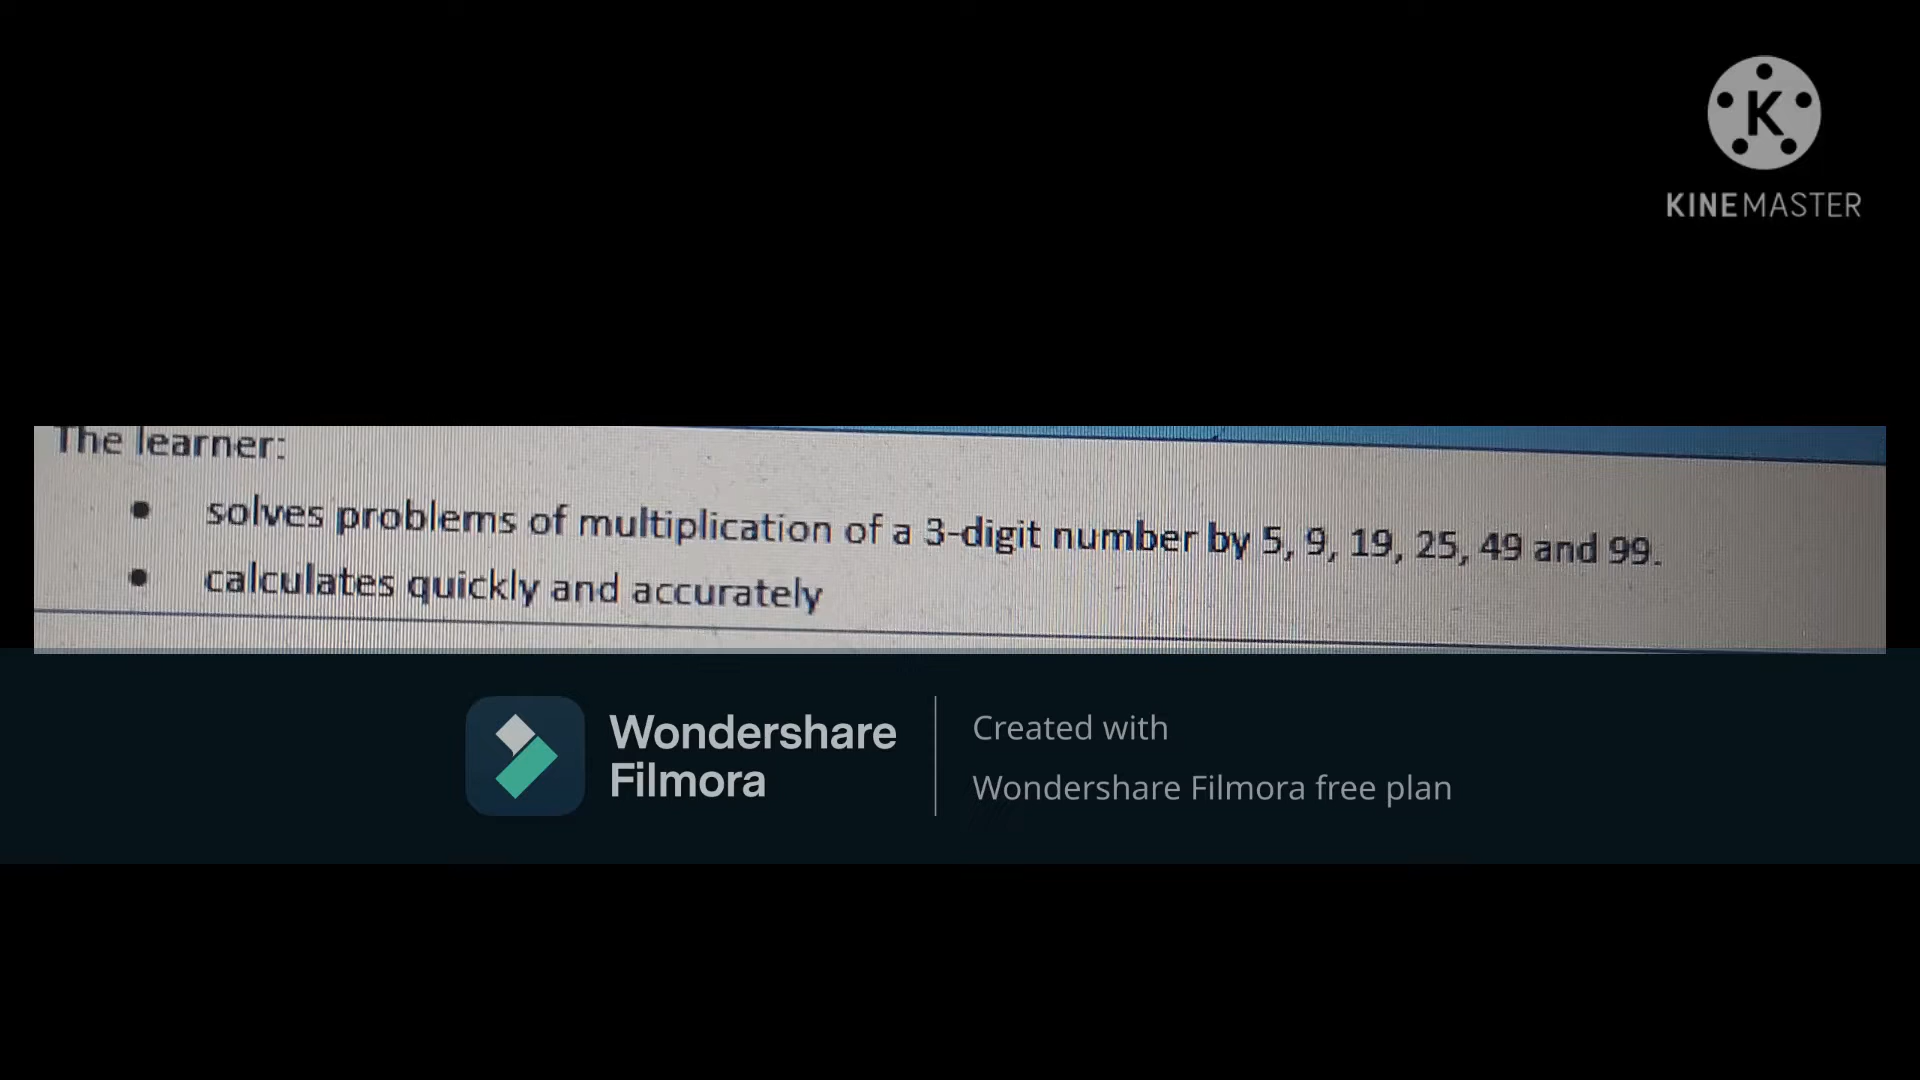 K
KINEMASTER
The learner:
• solves problems of multiplication of a 3-digit number by 5, 9, 19, 25, 49 and 99.
• calculates quickly and accurately
Wondershare
Filmora
Created with
Wondershare Filmora free plan